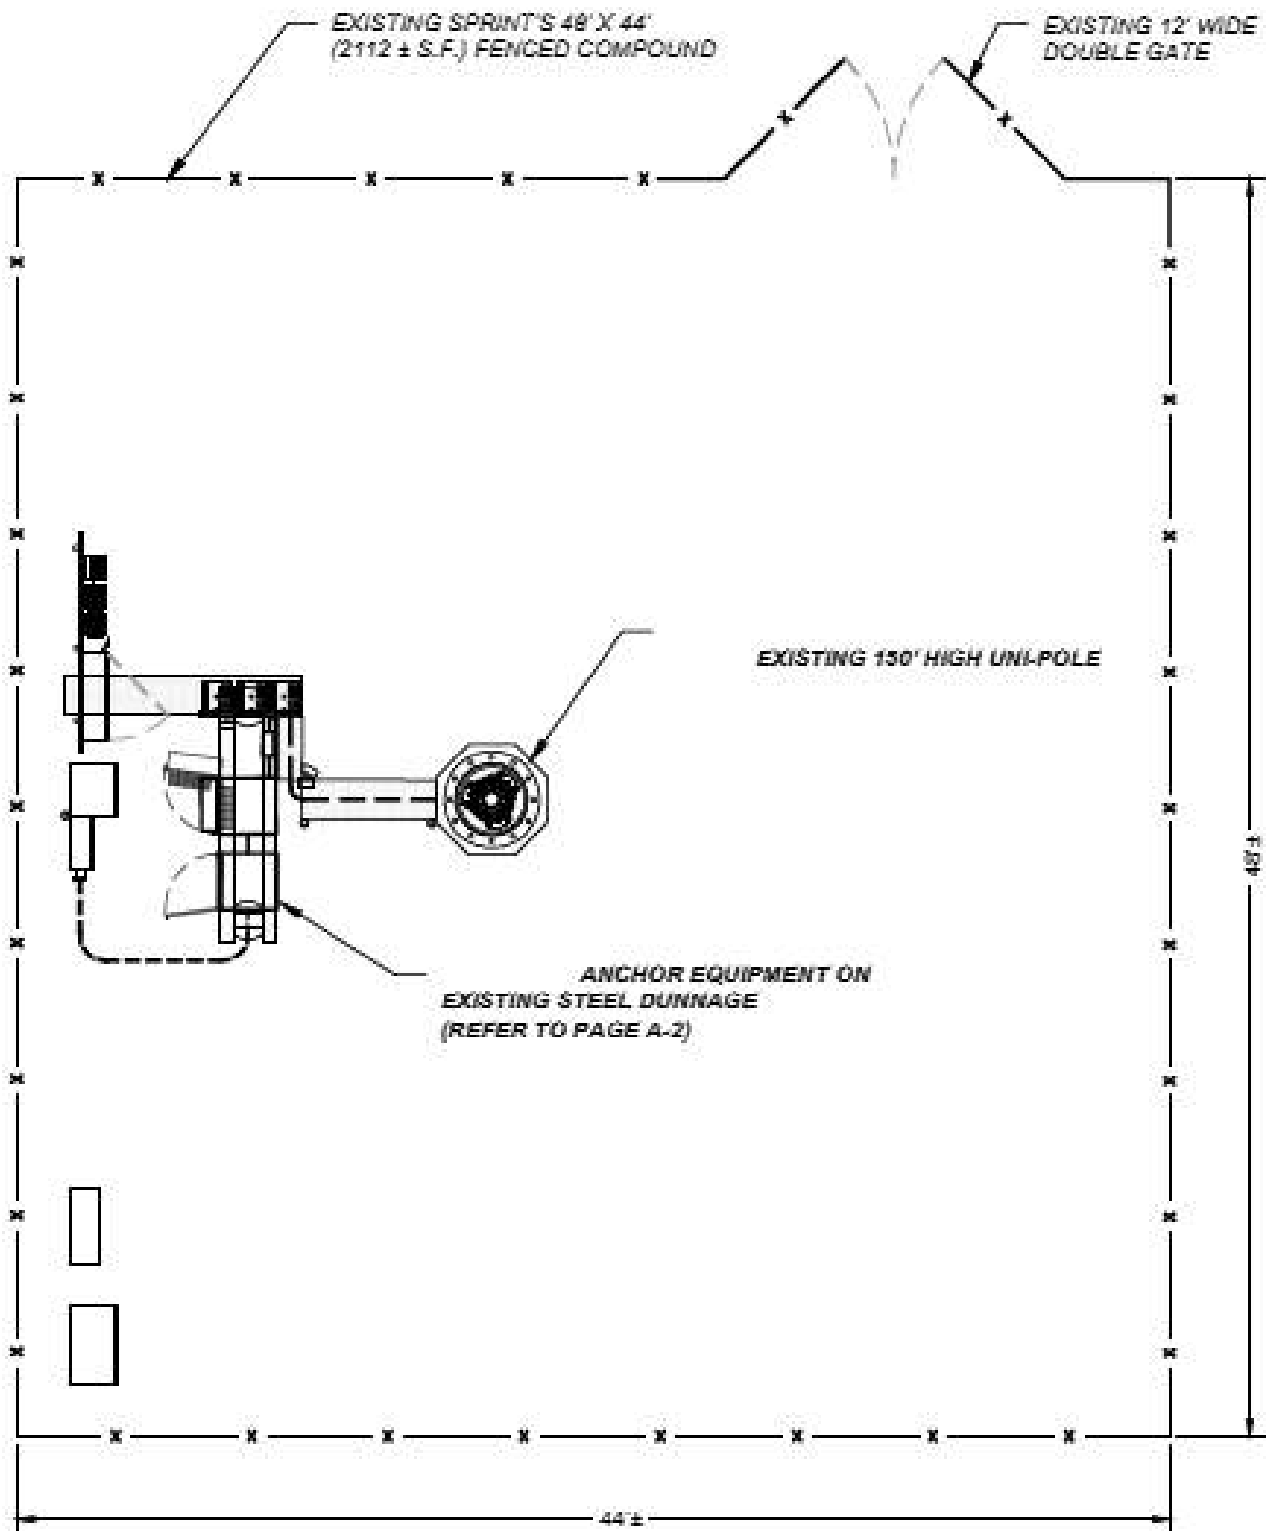 EXISTING SPRINT'S 48' X 44'
(2112 ± S.F.) FENCED COMPOUND
EXISTING 12' WIDE
DOUBLE GATE
EXISTING 150' HIGH UNI-POLE
48'±
ANCHOR EQUIPMENT ON
EXISTING STEEL DUNNAGE
(REFER TO PAGE A-2)
44'±